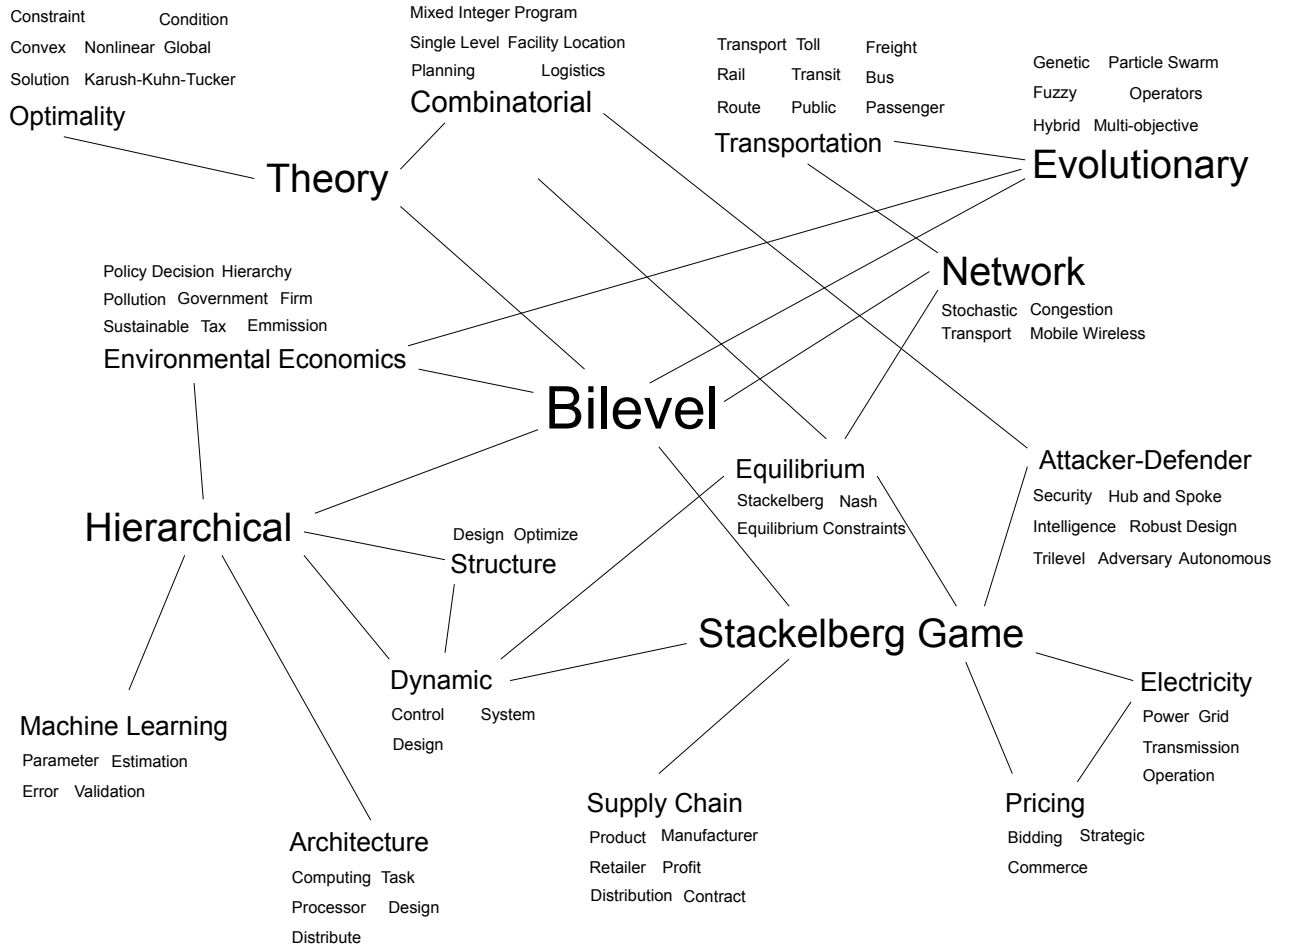 Constraint Condition
Convex Nonlinear Global
Solution Karush-Kuhn-Tucker
Optimality
Mixed Integer Program
Single Level Facility Location
Planning Logistics
Combinatorial
Transport Toll Freight
Rail Transit Bus
Route Public Passenger
Transportation
Genetic Particle Swarm
Fuzzy Operators
Hybrid Multi-objective
Evolutionary
Theory
Network
Stochastic Congestion
Transport Mobile Wireless
Policy Decision Hierarchy
Pollution Government Firm
Sustainable Tax Emmission
Environmental Economics
Bilevel
Equilibrium
Stackelberg Nash
Equilibrium Constraints
Attacker-Defender
Security Hub and Spoke
Intelligence Robust Design
Trilevel Adversary Autonomous
Hierarchical
Design Optimize
Structure
Stackelberg Game
Dynamic
Control System
Design
Electricity
Power Grid
Transmission
Operation
Machine Learning
Parameter Estimation
Error Validation
Supply Chain
Product Manufacturer
Retailer Profit
Distribution Contract
Pricing
Bidding Strategic
Commerce
Architecture
Computing Task
Processor Design
Distribute